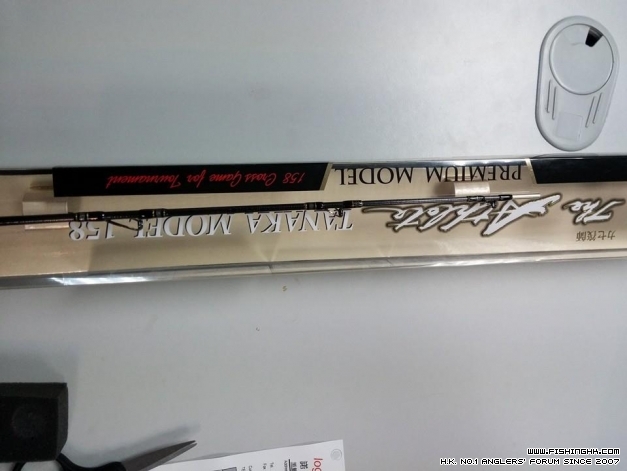 158 Cross Game for Tournament
PREMIUM MODEL
The Athlete
TANAKA MODEL 158
www.fishinghk.com
H.K. No.1 Anglers' Forum Since 2007